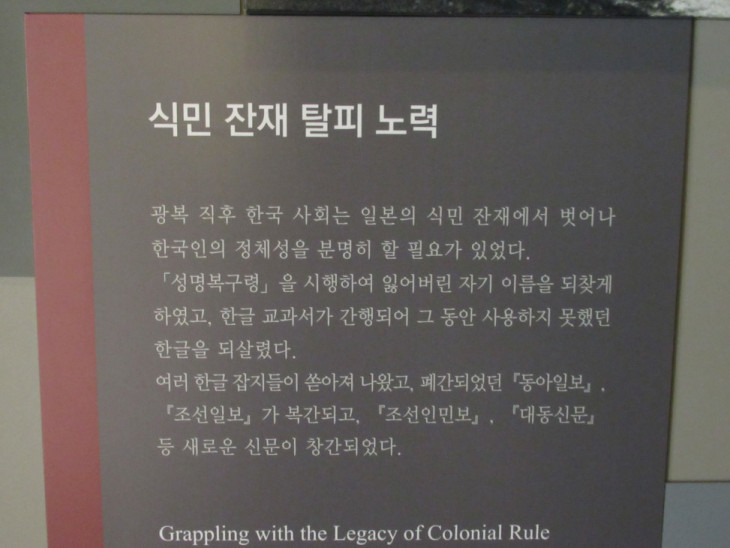 식민 잔재 탈피 노력
광복 직후 한국 사회는 일본의 식민 잔재에서 벗어나
한국인의 정체성을 분명히 할 필요가 있었다.
「성명복구령」을 시행하여 잃어버린 자기 이름을 되찾게
하였고, 한글 교과서가 간행되어 그 동안 사용하지 못했던
한글을 되살렸다.
여러 한글 잡지들이 쏟아져 나왔고, 폐간되었던 『동아일보』,
『조선일보』가 복간되고, 『조선인민보』, 『대동신문』
등 새로운 신문이 창간되었다.
Grappling with the Legacy of Colonial Rule